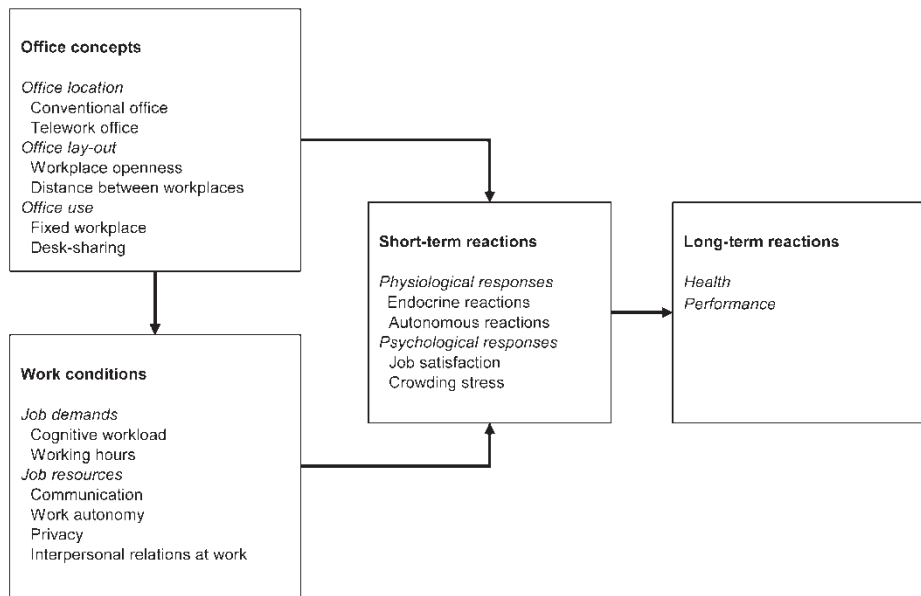 Office concepts
Office location
Conventional office
Telework office
Office lay-out
Workplace openness
Distance between workplaces
Office use
Fixed workplace
Desk-sharing
Work conditions
Job demands
Cognitive workload
Working hours
Job resources
Communication
Work autonomy
Privacy
Interpersonal relations at work
Short-term reactions
Physiological responses
Endocrine reactions
Autonomous reactions
Psychological responses
Job satisfaction
Crowding stress
Long-term reactions
Health
Performance